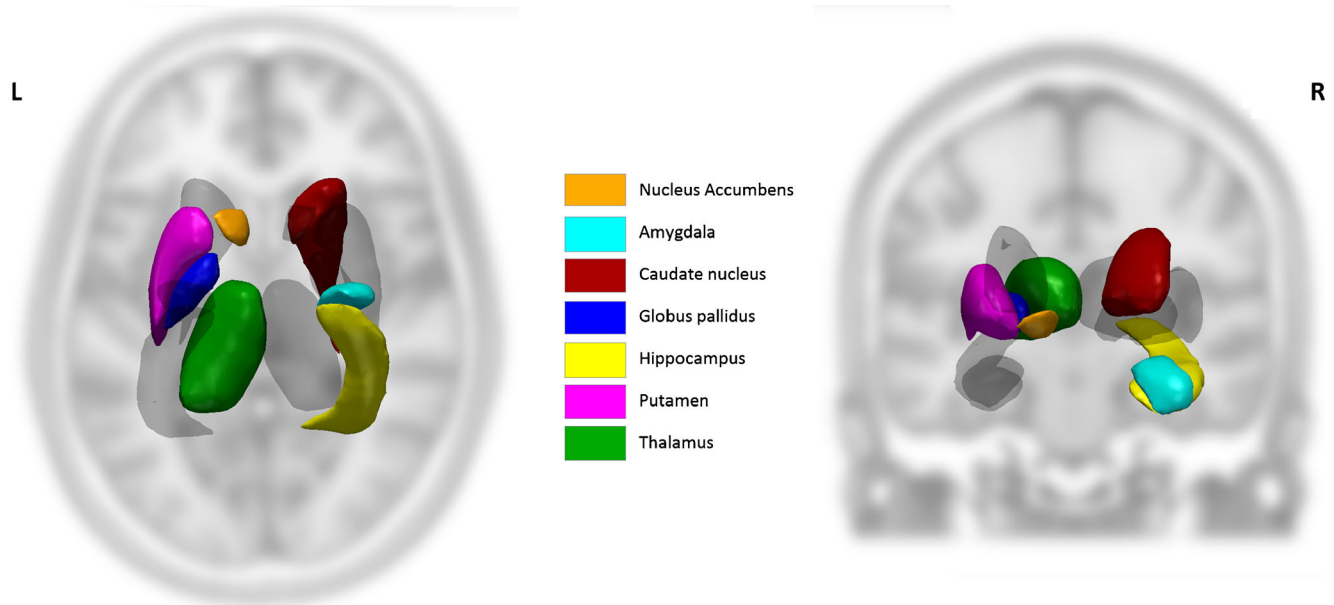 L
R
Nucleus Accumbens
Amygdala
Caudate nucleus
Globus pallidus
Hippocampus
Putamen
Thalamus